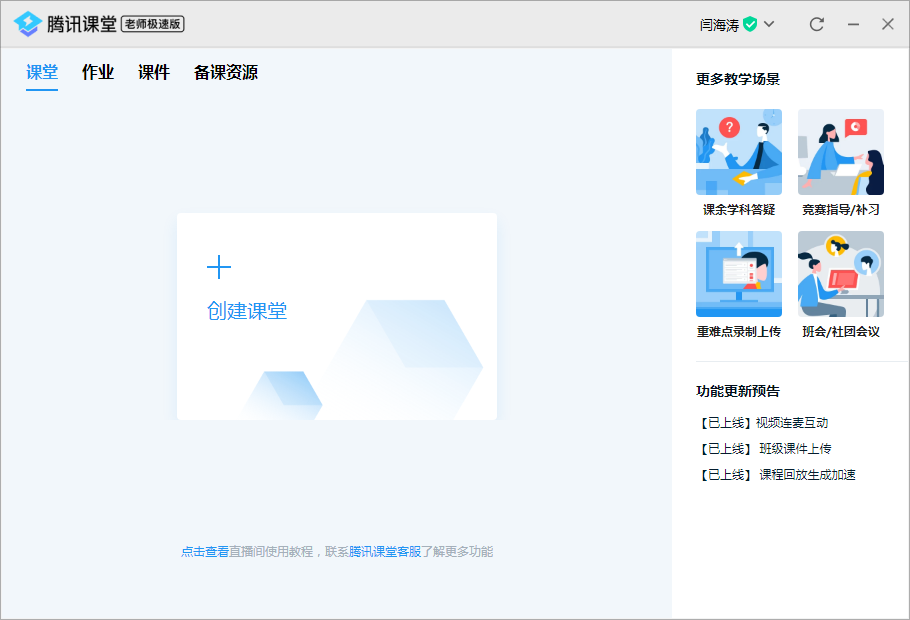 腾讯课堂 老师极速版 闫海涛
课堂 作业 课件 备课资源
创建课堂
点击查看直播间使用教程，联系腾讯课堂客服了解更多功能
更多教学场景
?
课余学科答疑 竞赛指导/补习
重难点录制上传 班会/社团会议
功能更新预告
【已上线】视频连麦互动
【已上线】 班级课件上传
【已上线】 课程回放生成加速